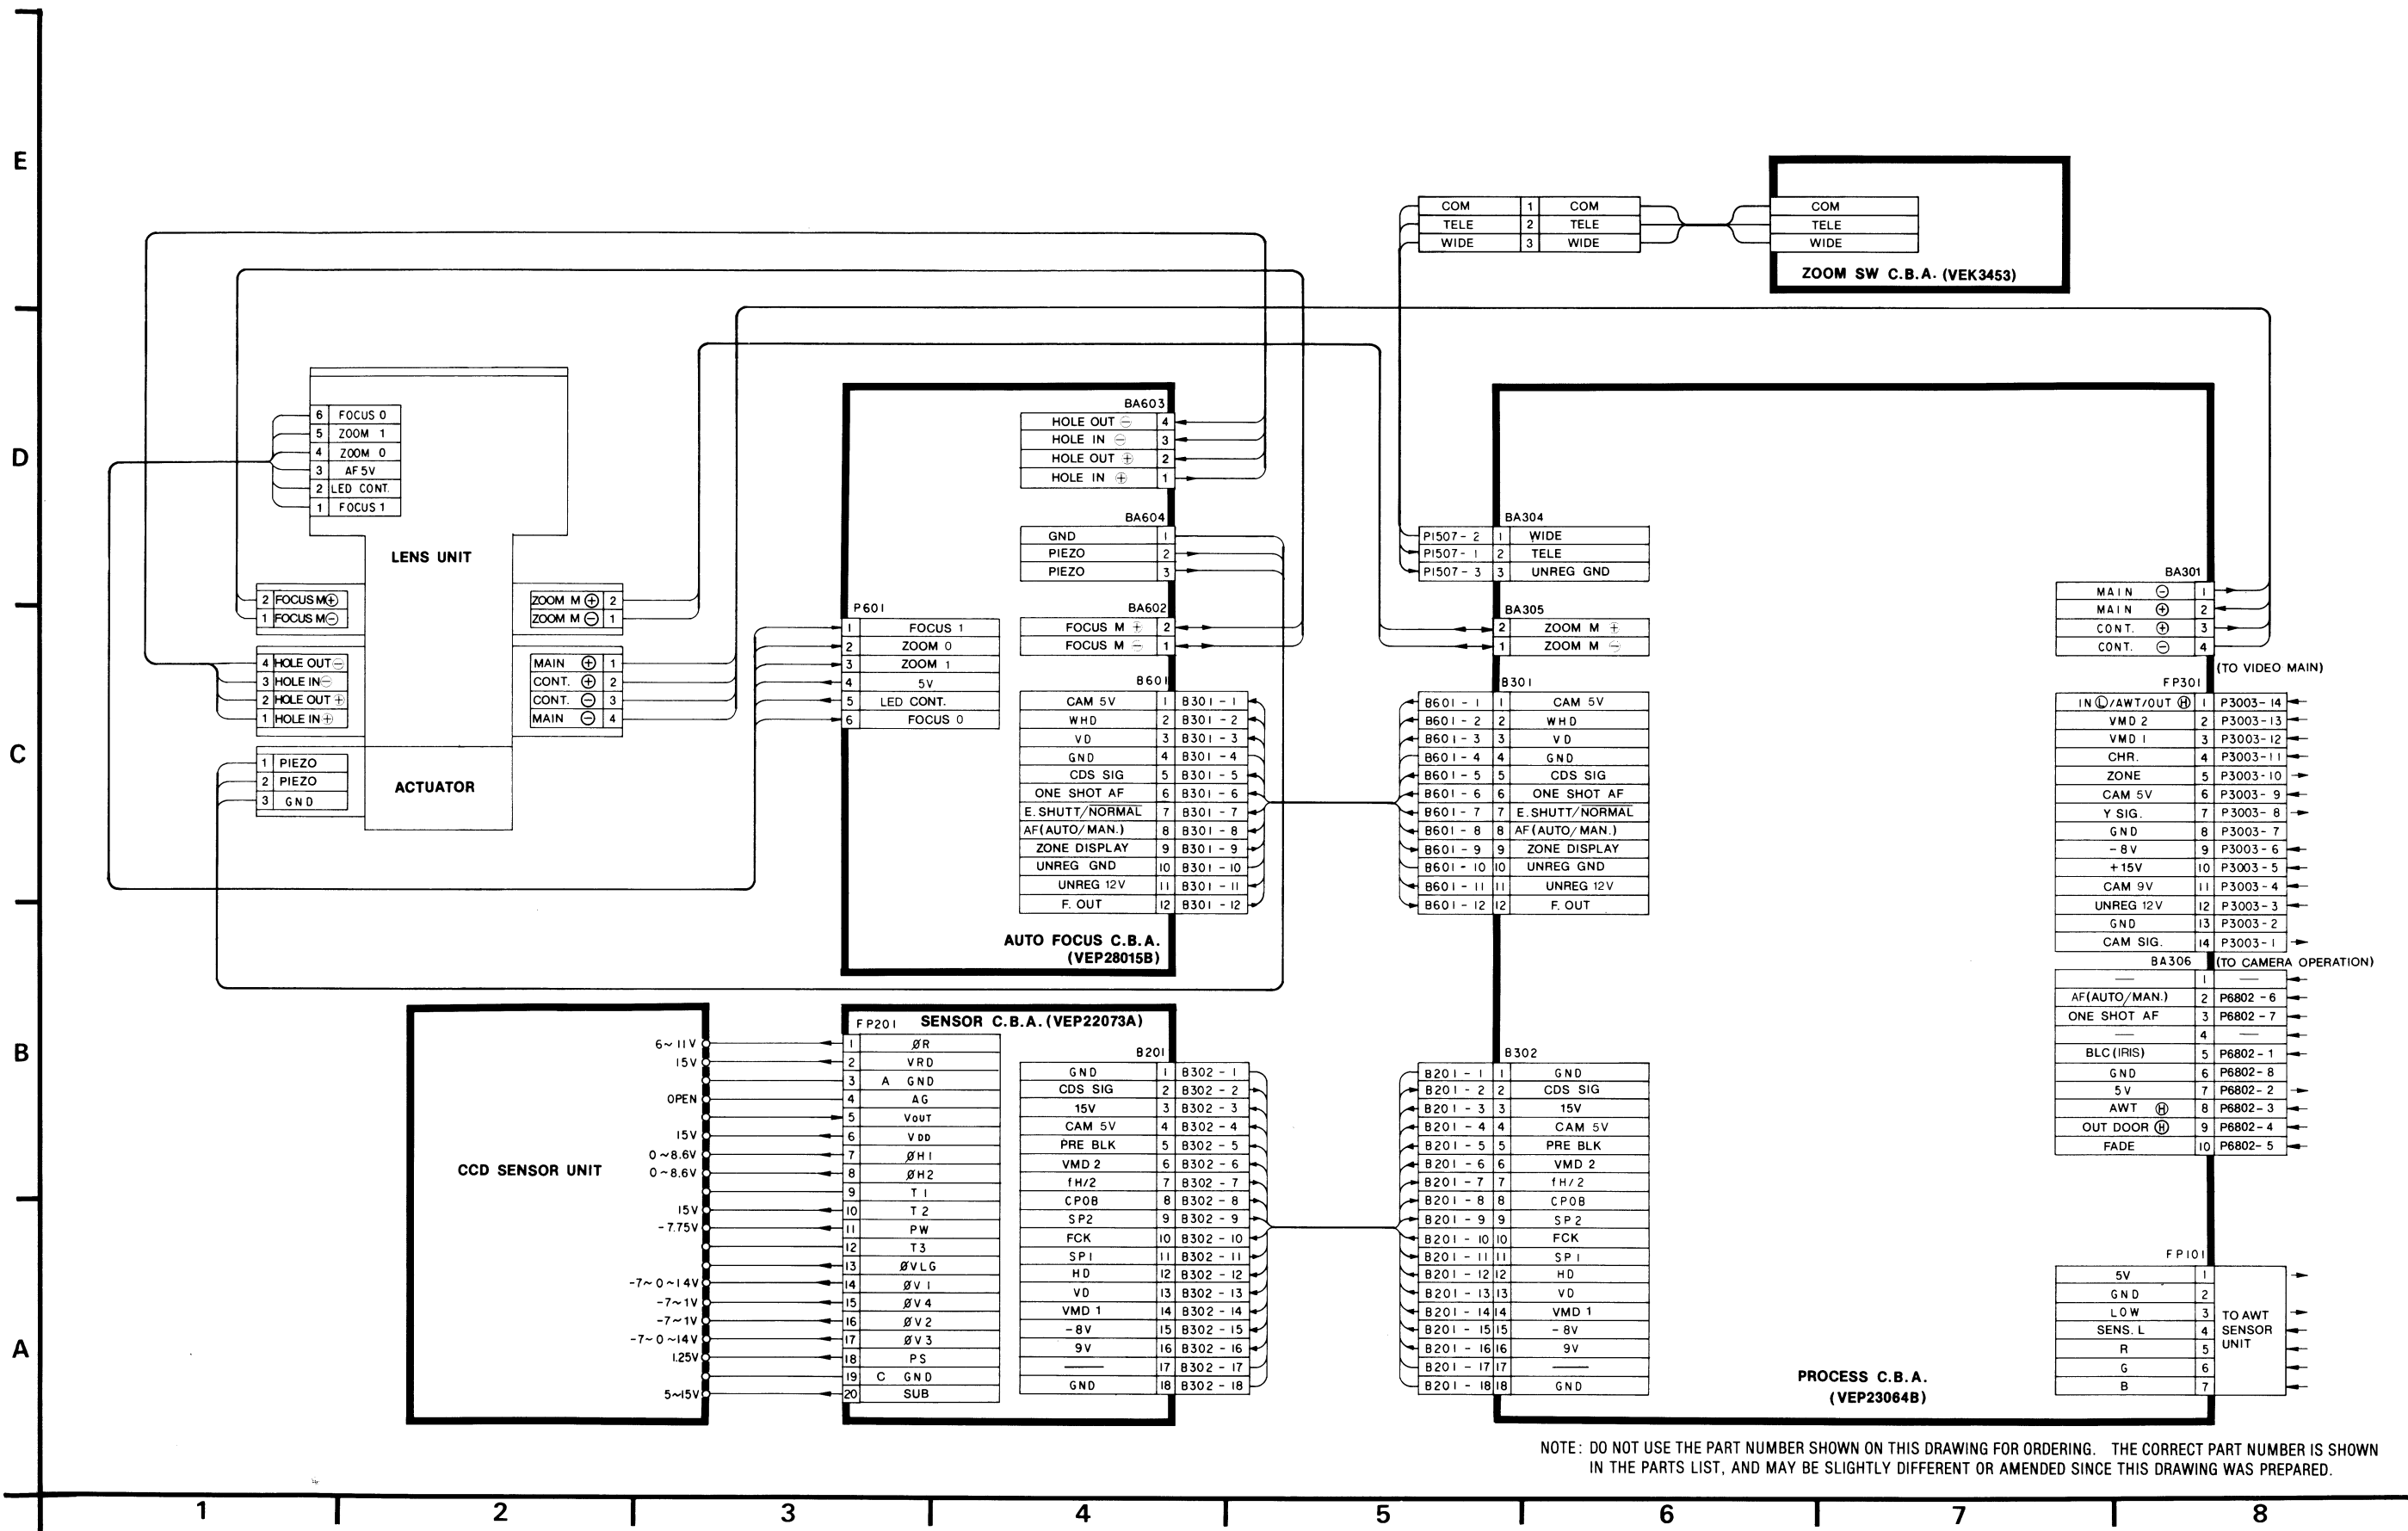 E
D
C
B
A
COM 1 COM
TELE 2 TELE
WIDE 3 WIDE
COM
TELE
WIDE
ZOOM SW C.B.A. (VEK3453)
6 FOCUS 0
5 ZOOM 1
4 ZOOM 0
3 AF 5V
2 LED CONT.
1 FOCUS 1
LENS UNIT
2 FOCUS M⊕
1 FOCUS M⊖
ZOOM M ⊕ 2
ZOOM M ⊖ 1
4 HOLE OUT ⊖
3 HOLE IN ⊖
2 HOLE OUT ⊕
1 HOLE IN ⊕
MAIN ⊕ 1
CONT. ⊕ 2
CONT. ⊖ 3
MAIN ⊖ 4
1 PIEZO
2 PIEZO
3 GND
ACTUATOR
BA603
HOLE OUT ⊖ 4
HOLE IN ⊖ 3
HOLE OUT ⊕ 2
HOLE IN ⊕ 1
BA604
GND 1
PIEZO 2
PIEZO 3
BA602
FOCUS M ⊕ 2
FOCUS M ⊖ 1
P601
1 FOCUS 1
2 ZOOM 0
3 ZOOM 1
4 5V
5 LED CONT.
6 FOCUS 0
B601
CAM 5V 1 B301 - 1
WHD 2 B301 - 2
VD 3 B301 - 3
GND 4 B301 - 4
CDS SIG 5 B301 - 5
ONE SHOT AF 6 B301 - 6
E.SHUTT/NORMAL 7 B301 - 7
AF(AUTO/MAN.) 8 B301 - 8
ZONE DISPLAY 9 B301 - 9
UNREG GND 10 B301 - 10
UNREG 12V 11 B301 - 11
F. OUT 12 B301 - 12
AUTO FOCUS C.B.A.
(VEP28015B)
BA304
P1507 - 2 1 WIDE
P1507 - 1 2 TELE
P1507 - 3 3 UNREG GND
BA305
2 ZOOM M ⊕
1 ZOOM M ⊖
B301
B601 - 1 1 CAM 5V
B601 - 2 2 WHD
B601 - 3 3 VD
B601 - 4 4 GND
B601 - 5 5 CDS SIG
B601 - 6 6 ONE SHOT AF
B601 - 7 7 E.SHUTT/NORMAL
B601 - 8 8 AF(AUTO/MAN.)
B601 - 9 9 ZONE DISPLAY
B601 - 10 10 UNREG GND
B601 - 11 11 UNREG 12V
B601 - 12 12 F. OUT
BA301
MAIN ⊖ 1
MAIN ⊕ 2
CONT. ⊕ 3
CONT. ⊖ 4
(TO VIDEO MAIN)
FP301
IN Ⓛ/AWT/OUT Ⓗ 1 P3003- 14
VMD 2 2 P3003- 13
VMD 1 3 P3003- 12
CHR. 4 P3003- 11
ZONE 5 P3003- 10
CAM 5V 6 P3003- 9
Y SIG. 7 P3003- 8
GND 8 P3003- 7
- 8V 9 P3003- 6
+15V 10 P3003- 5
CAM 9V 11 P3003- 4
UNREG 12V 12 P3003- 3
GND 13 P3003- 2
CAM SIG. 14 P3003- 1
BA306 (TO CAMERA OPERATION)
— 1 —
AF(AUTO/MAN.) 2 P6802 - 6
ONE SHOT AF 3 P6802 - 7
— 4 —
BLC(IRIS) 5 P6802 - 1
GND 6 P6802 - 8
5V 7 P6802 - 2
AWT Ⓗ 8 P6802 - 3
OUT DOOR Ⓗ 9 P6802 - 4
FADE 10 P6802 - 5
CCD SENSOR UNIT
6~11V
15V
OPEN
15V
0~8.6V
0~8.6V
15V
-7.75V
-7~0~14V
-7~1V
-7~1V
-7~0~14V
1.25V
5~15V
FP201 SENSOR C.B.A. (VEP22073A)
1 ØR
2 VRD
3 A GND
4 AG
5 VOUT
6 VDD
7 ØH1
8 ØH2
9 T1
10 T2
11 PW
12 T3
13 ØVLG
14 ØV1
15 ØV4
16 ØV2
17 ØV3
18 PS
19 C GND
20 SUB
B201
GND 1 B302 - 1
CDS SIG 2 B302 - 2
15V 3 B302 - 3
CAM 5V 4 B302 - 4
PRE BLK 5 B302 - 5
VMD 2 6 B302 - 6
fH/2 7 B302 - 7
CPOB 8 B302 - 8
SP2 9 B302 - 9
FCK 10 B302 - 10
SP1 11 B302 - 11
HD 12 B302 - 12
VD 13 B302 - 13
VMD 1 14 B302 - 14
-8V 15 B302 - 15
9V 16 B302 - 16
— 17 B302 - 17
GND 18 B302 - 18
B302
B201 - 1 1 GND
B201 - 2 2 CDS SIG
B201 - 3 3 15V
B201 - 4 4 CAM 5V
B201 - 5 5 PRE BLK
B201 - 6 6 VMD 2
B201 - 7 7 fH/2
B201 - 8 8 CPOB
B201 - 9 9 SP2
B201 - 10 10 FCK
B201 - 11 11 SP1
B201 - 12 12 HD
B201 - 13 13 VD
B201 - 14 14 VMD 1
B201 - 15 15 -8V
B201 - 16 16 9V
B201 - 17 17 —
B201 - 18 18 GND
FP101
5V 1
GND 2
LOW 3
SENS. L 4
R 5
G 6
B 7
TO AWT
SENSOR
UNIT
PROCESS C.B.A.
(VEP23064B)
NOTE: DO NOT USE THE PART NUMBER SHOWN ON THIS DRAWING FOR ORDERING. THE CORRECT PART NUMBER IS SHOWN
IN THE PARTS LIST, AND MAY BE SLIGHTLY DIFFERENT OR AMENDED SINCE THIS DRAWING WAS PREPARED.
1 2 3 4 5 6 7 8